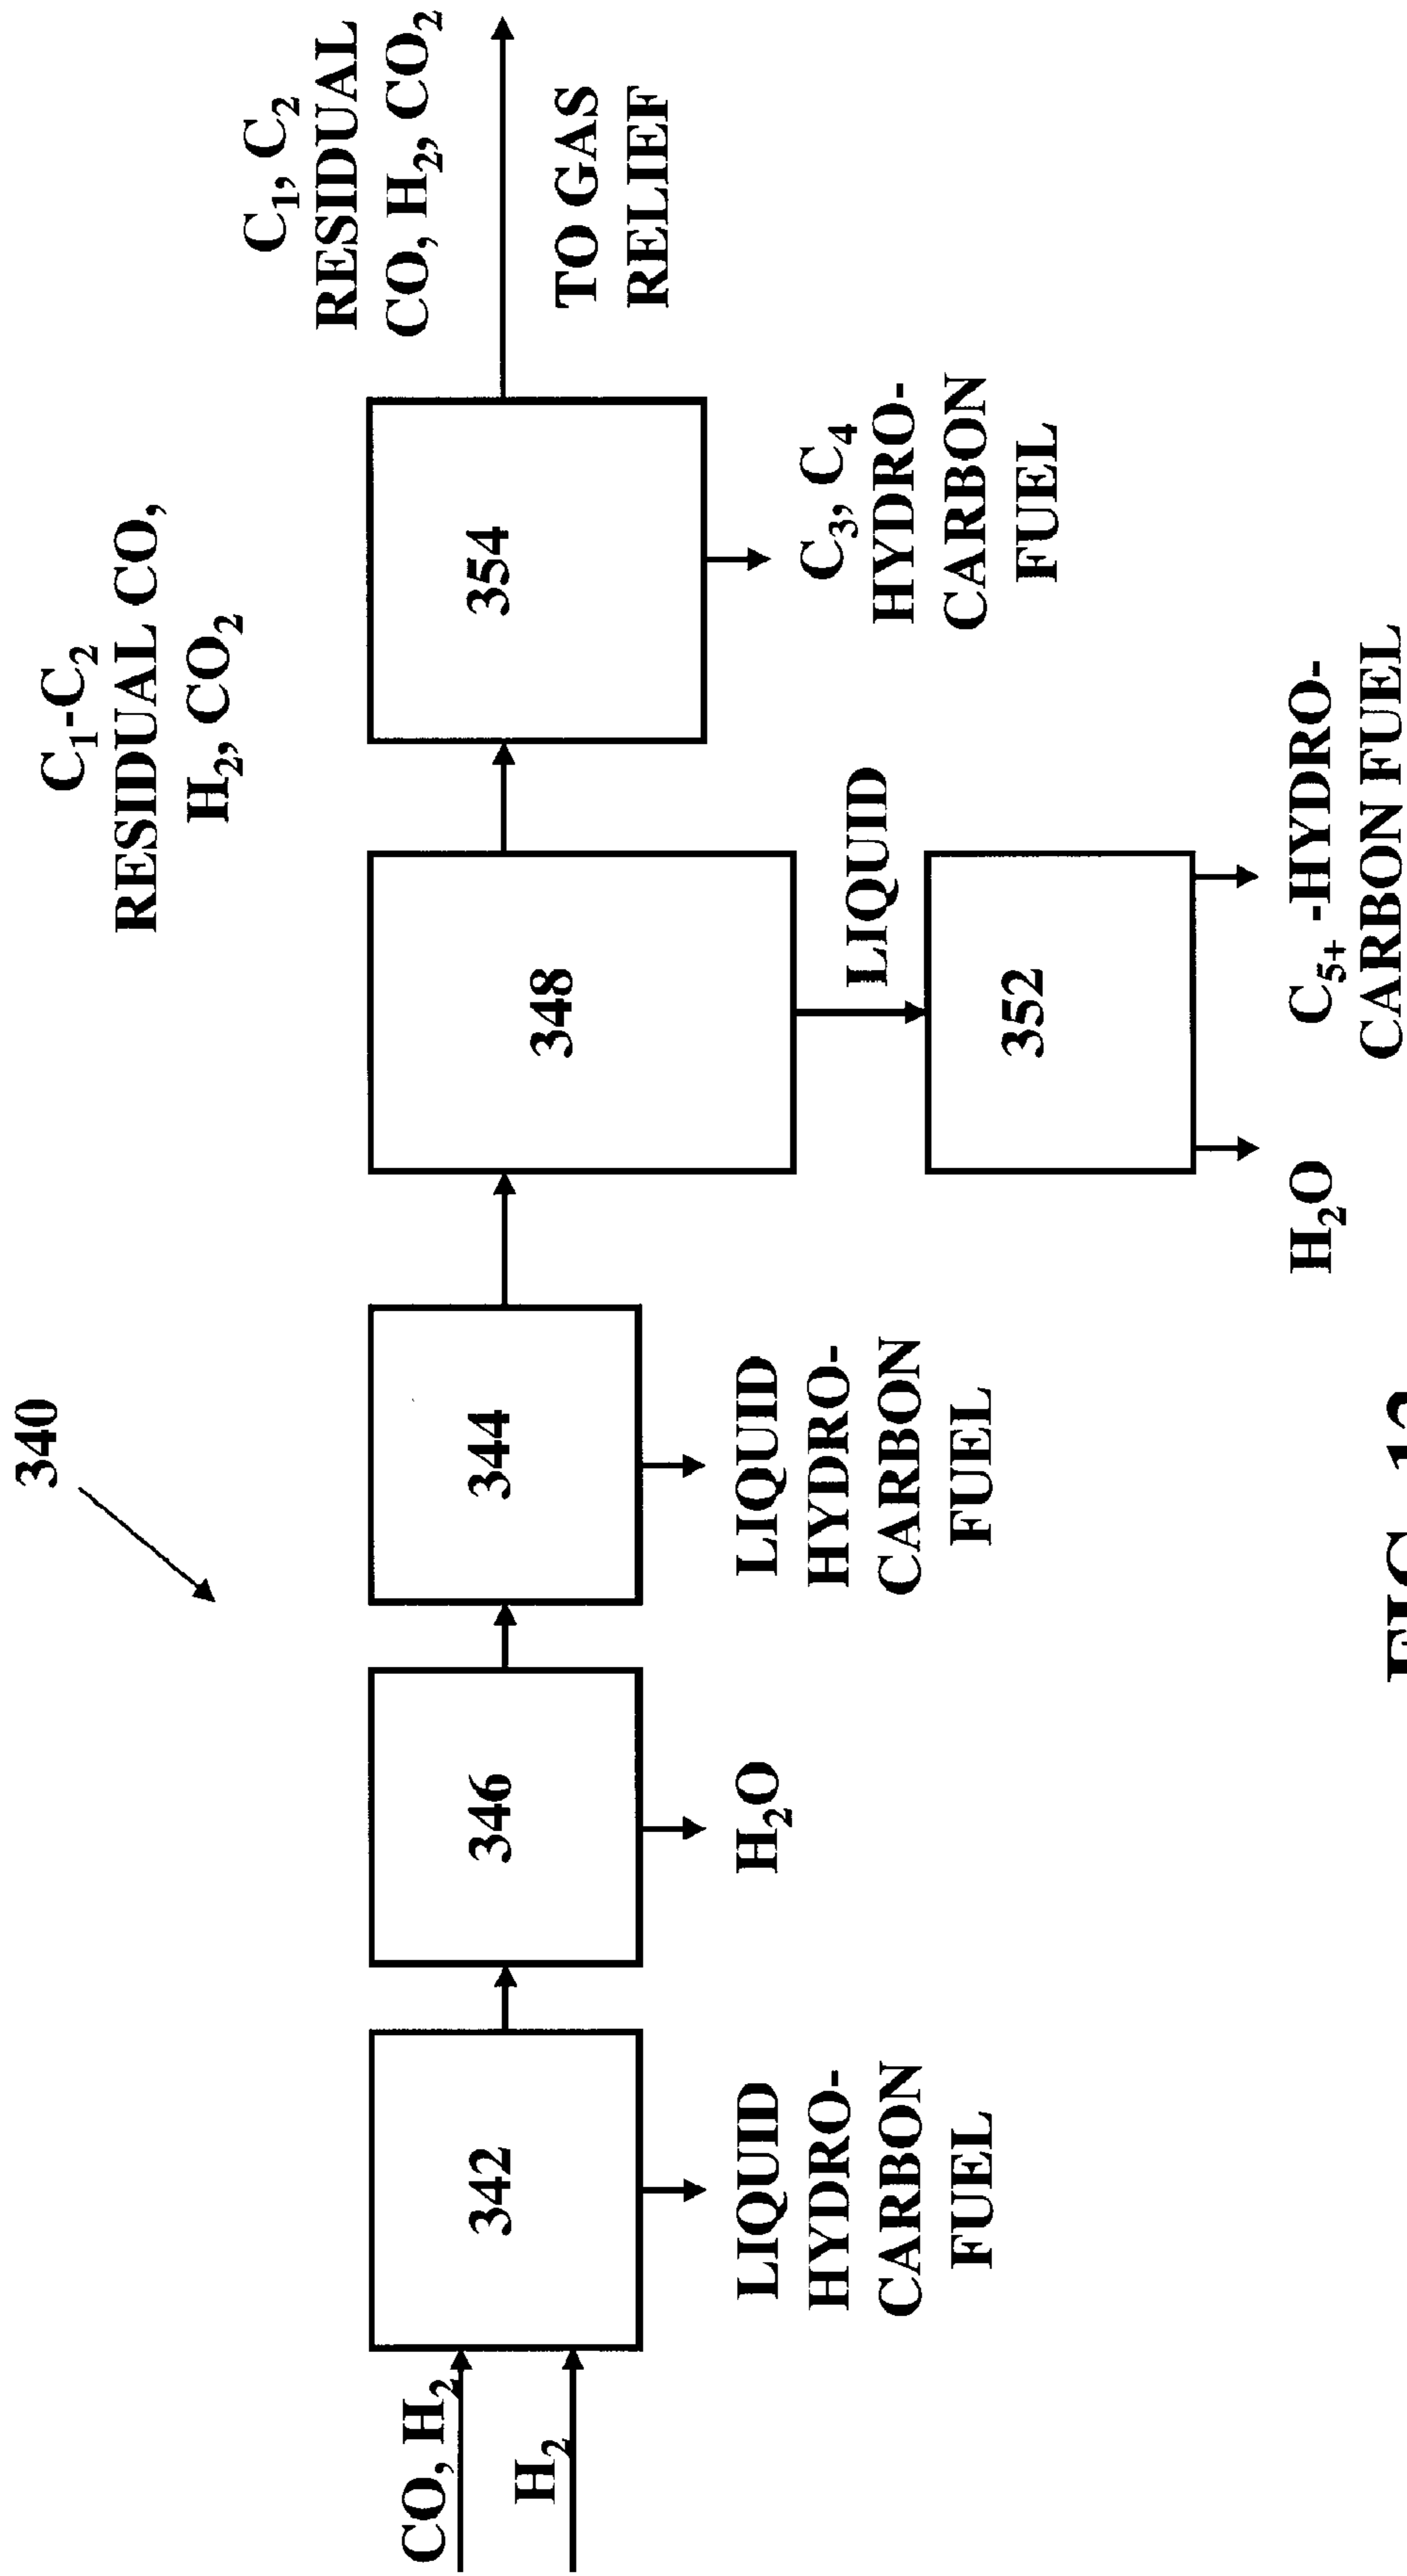 340
C₁-C₂
RESIDUAL CO,
H₂, CO₂
C₁, C₂
RESIDUAL
CO, H₂, CO₂
TO GAS
RELIEF
CO, H₂
H₂
342
346
344
348
354
LIQUID
HYDRO-
CARBON
FUEL
H₂O
LIQUID
HYDRO-
CARBON
FUEL
LIQUID
352
C₃, C₄
HYDRO-
CARBON
FUEL
H₂O
C₅₊ -HYDRO-
CARBON FUEL
FIG.